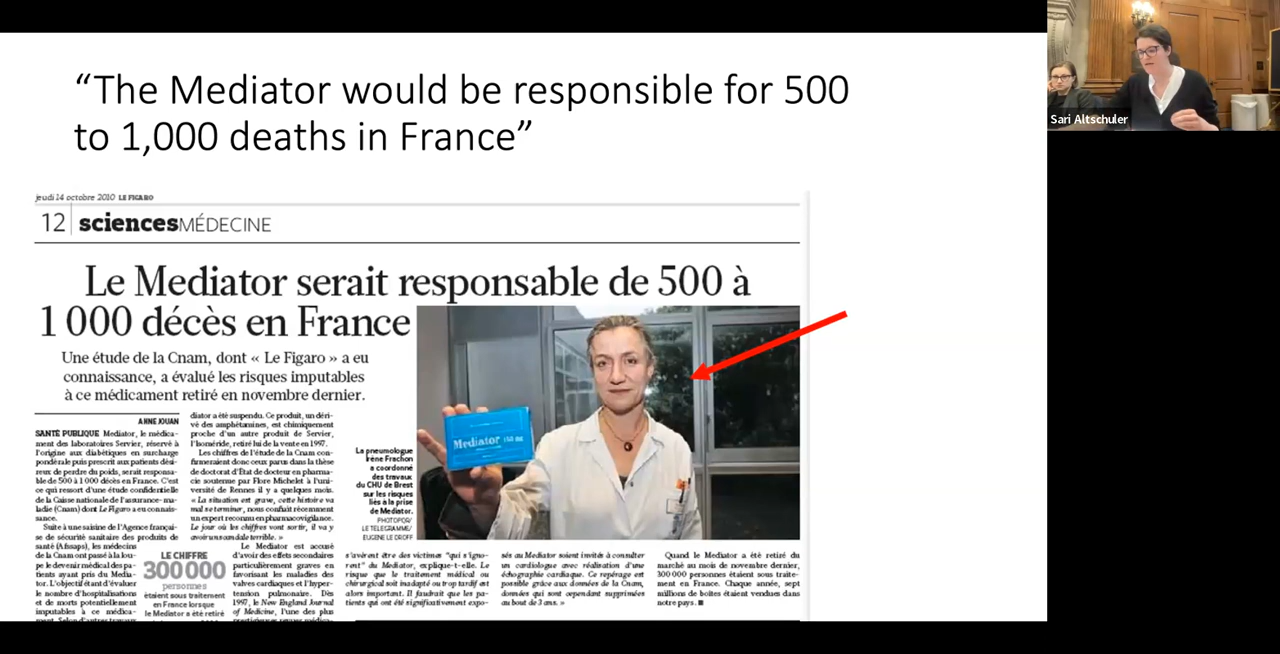 “The Mediator would be responsible for 500
to 1,000 deaths in France”
Sari Altschuler
jeudi 14 octobre 2010 LE FIGARO
12 sciencesMÉDECINE
Le Mediator serait responsable de 500 à
1 000 décès en France
Une étude de la Cnam, dont « Le Figaro » a eu
connaissance, a évalué les risques imputables
à ce médicament retiré en novembre dernier.
ANNE JOUAN
SANTÉ PUBLIQUE Mediator, le médica-
ment des laboratoires Servier, réservé à
l'origine aux diabétiques en surcharge
pondérale puis prescrit aux patients dési-
reux de perdre du poids, serait responsa-
ble de 500 à 1 000 décès en France. C'est
ce qui ressort d'une étude confidentielle
de la Caisse nationale de l'assurance-ma-
ladie (Cnam) dont Le Figaro a eu connais-
sance.
Suite à une saisine de l'Agence françai-
se de sécurité sanitaire des produits de
santé (Afssaps), les médecins
de la Cnam ont passé à la lou-
pe le devenir médical des pa-
tients ayant pris du Media-
tor. L'objectif étant d'évaluer
le nombre d'hospitalisations
et de morts potentiellement
imputables à ce médica-
ment. Selon d'autres travaux
LE CHIFFRE
300 000
personnes
étaient sous traitement
en France lorsque
le Mediator a été retiré
diator a été suspendu. Ce produit, un déri-
vé des amphétamines, est chimiquement
proche d'un autre produit de Servier,
l'Isoméride, retiré lui de la vente en 1997.
Les chiffres de l'étude de la Cnam con-
firmeraient donc ceux parus dans la thèse
de doctorat d'État de docteur en pharma-
cie soutenue par Flore Michelet à l'uni-
versité de Rennes il y a quelques mois.
« La situation est grave, cette histoire va
mal se terminer, nous confiait récemment
un expert reconnu en pharmacovigilance.
Le jour où les chiffres vont sortir, il va y
avoir un scandale terrible. »
Le Mediator est accusé
d'avoir des effets secondaires
particulièrement graves en
favorisant les maladies des
valves cardiaques et l'hyper-
tension pulmonaire. Dès
1997, le New England Journal
of Medicine, l'une des plus
prestigieuses revues médica-
La pneumologue
Irène Frachon
a coordonné
des travaux
du CHU de Brest
sur les risques
liés à la prise
de Mediator.
PHOTOPQR/
LE TELEGRAMME/
EUGENE LE DROFF
Mediator 150 mg
s'avèrent être des victimes "qui s'igno-
rent" du Mediator, explique-t-elle. Le
risque que le traitement médical ou
chirurgical soit inadapté ou trop tardif est
alors important. Il faudrait que les pa-
tients qui ont été significativement expo-
sés au Mediator soient invités à consulter
un cardiologue avec réalisation d'une
échographie cardiaque. Ce repérage est
possible grâce aux données de la Cnam,
données qui sont cependant supprimées
au bout de 3 ans. »
Quand le Mediator a été retiré du
marché au mois de novembre dernier,
300 000 personnes étaient sous traite-
ment en France. Chaque année, sept
millions de boîtes étaient vendues dans
notre pays. ■